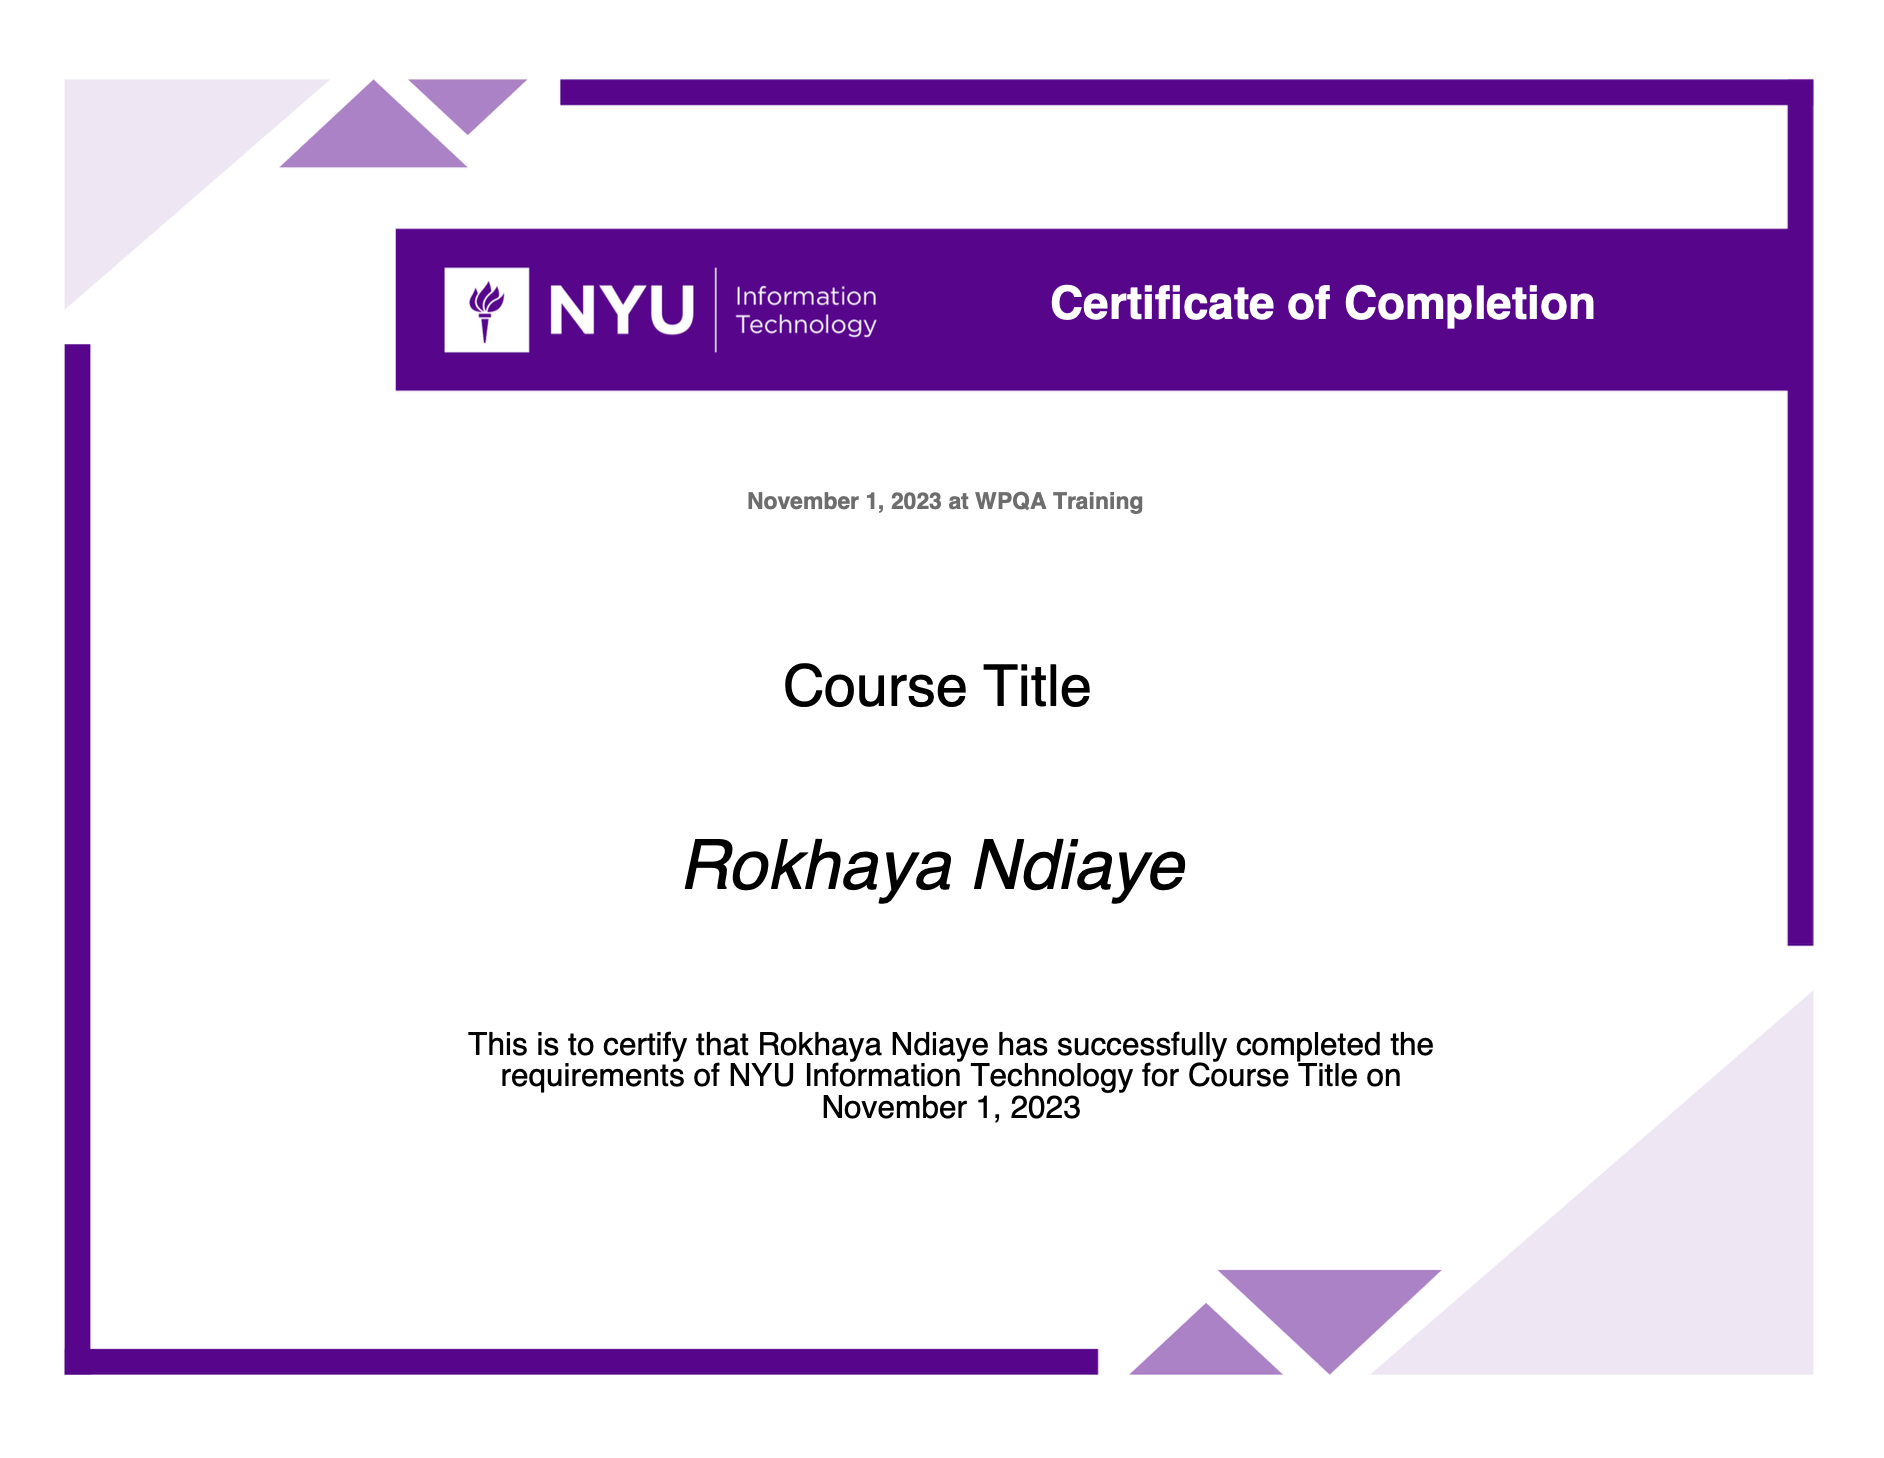 NYU
Information
Technology
Certificate of Completion
November 1, 2023 at WPQA Training
Course Title
Rokhaya Ndiaye
This is to certify that Rokhaya Ndiaye has successfully completed the
requirements of NYU Information Technology for Course Title on
November 1, 2023